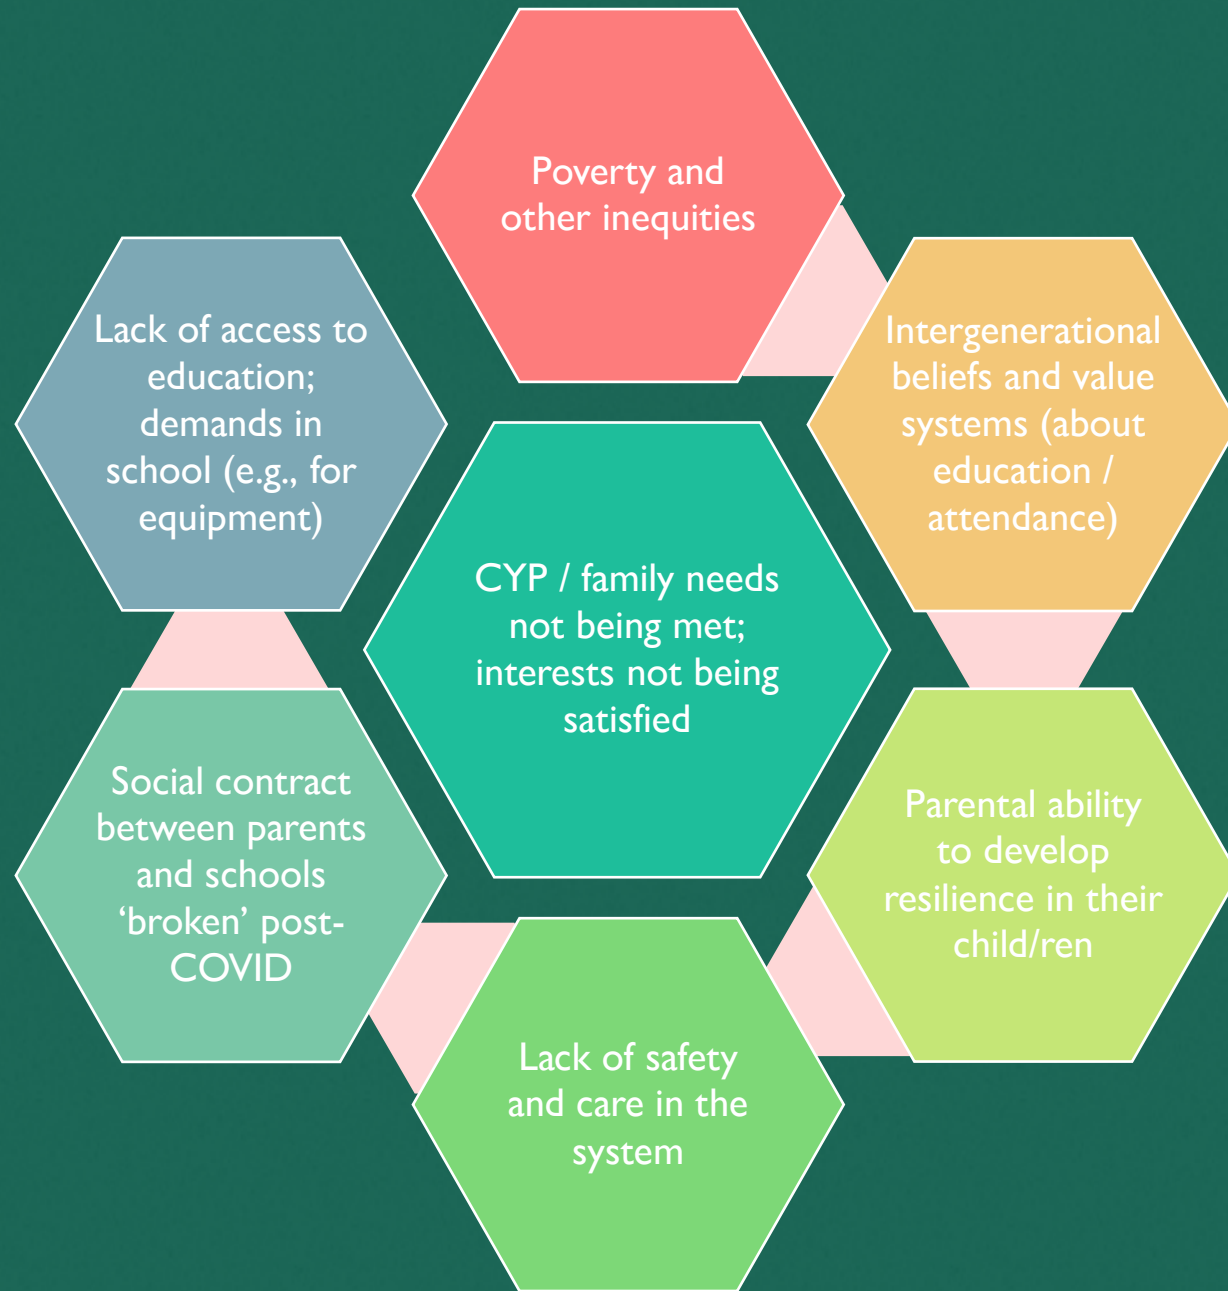 Poverty and
other inequities
Intergenerational
beliefs and value
systems (about
education /
attendance)
Parental ability
to develop
resilience in their
child/ren
Lack of safety
and care in the
system
Social contract
between parents
and schools
‘broken’ post-
COVID
Lack of access to
education;
demands in
school (e.g., for
equipment)
CYP / family needs
not being met;
interests not being
satisfied